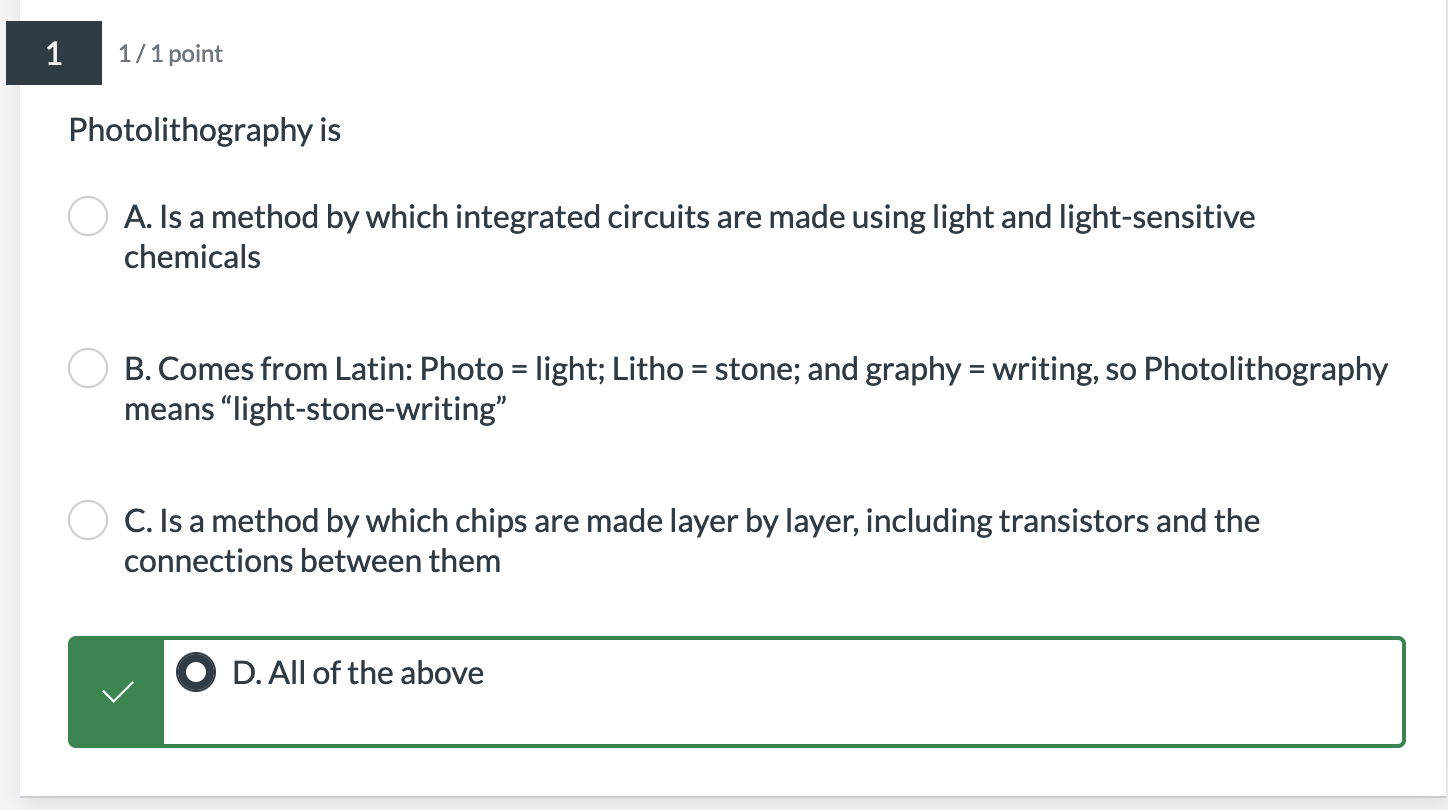 1
1 / 1 point
Photolithography is
A. Is a method by which integrated circuits are made using light and light-sensitive
chemicals
B. Comes from Latin: Photo = light; Litho = stone; and graphy = writing, so Photolithography
means “light-stone-writing”
C. Is a method by which chips are made layer by layer, including transistors and the
connections between them
D. All of the above